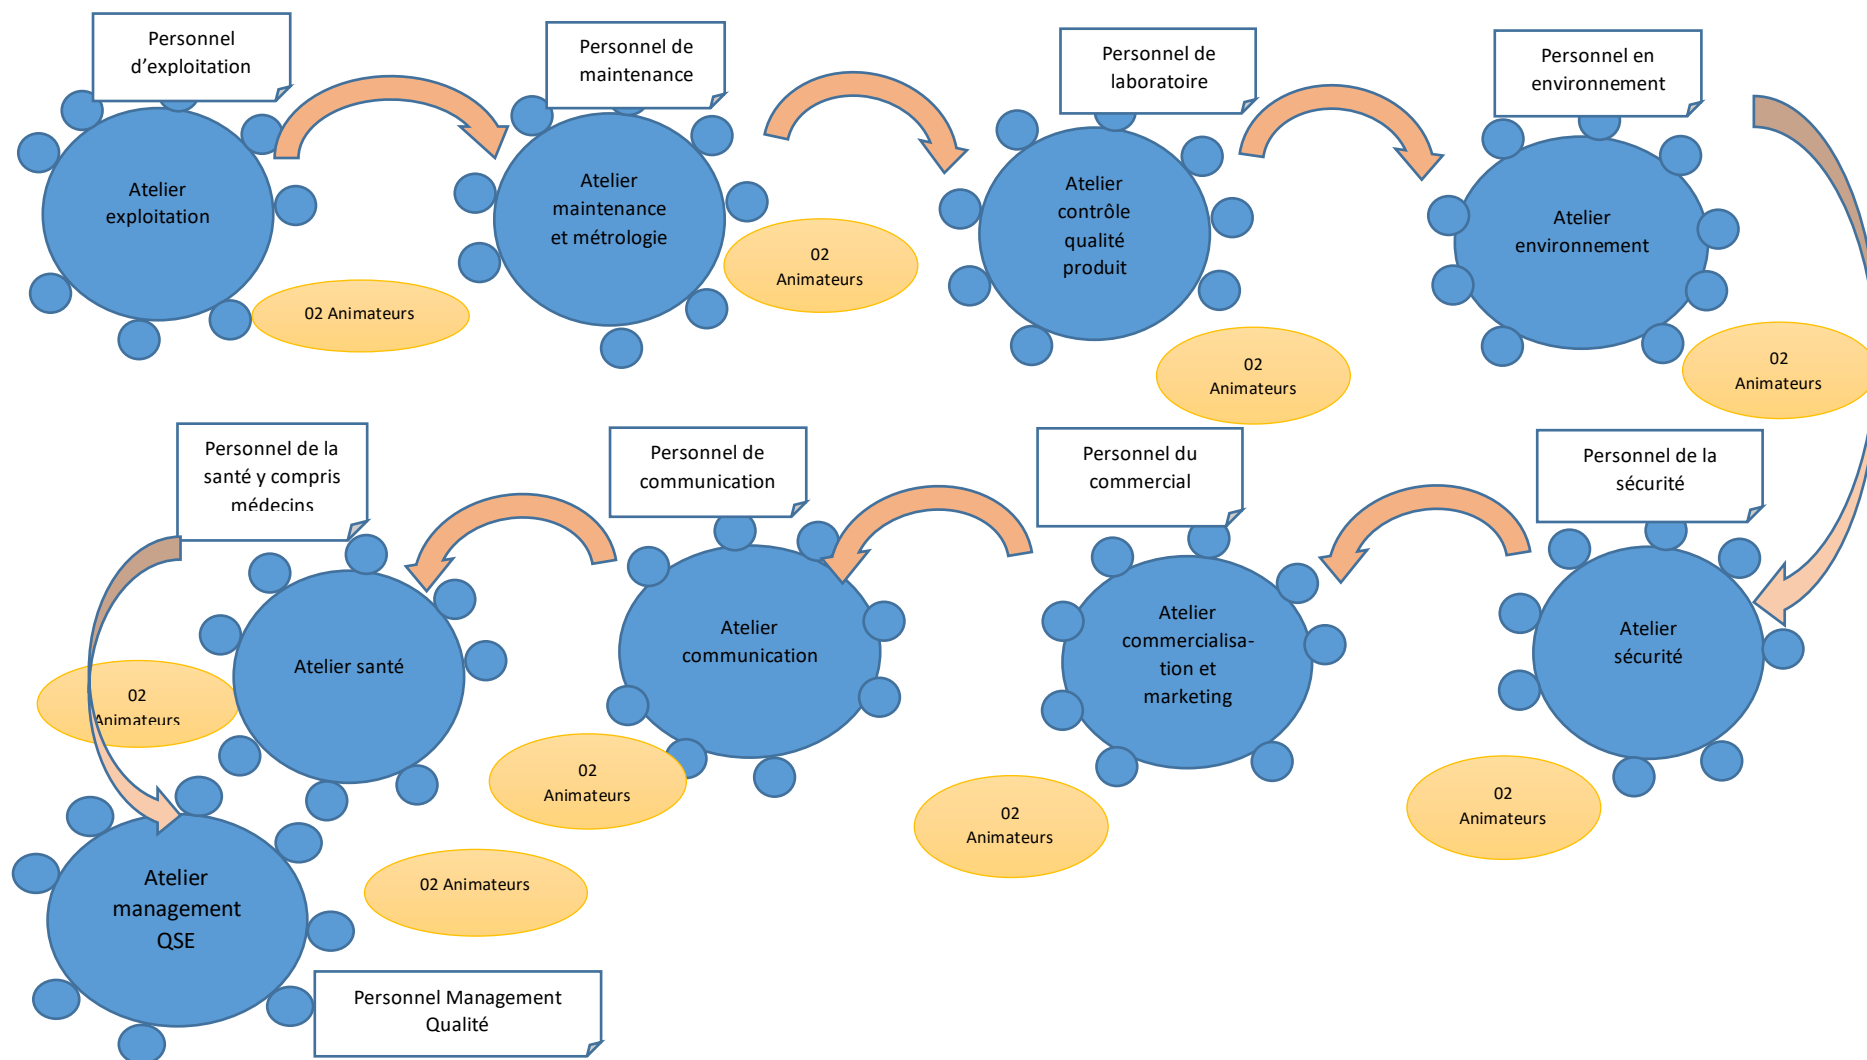 Personnel
d’exploitation
Personnel de
maintenance
Personnel de
laboratoire
Personnel en
environnement
Atelier
exploitation
Atelier
maintenance
et métrologie
Atelier
contrôle
qualité
produit
Atelier
environnement
02 Animateurs
02
Animateurs
02
Animateurs
02
Animateurs
Personnel de la
santé y compris
médecins
Personnel de
communication
Personnel du
commercial
Personnel de la
sécurité
Atelier santé
Atelier
communication
Atelier
commercialisa-
tion et
marketing
Atelier
sécurité
02
Animateurs
02
Animateurs
02
Animateurs
02
Animateurs
Atelier
management
QSE
02 Animateurs
Personnel Management
Qualité